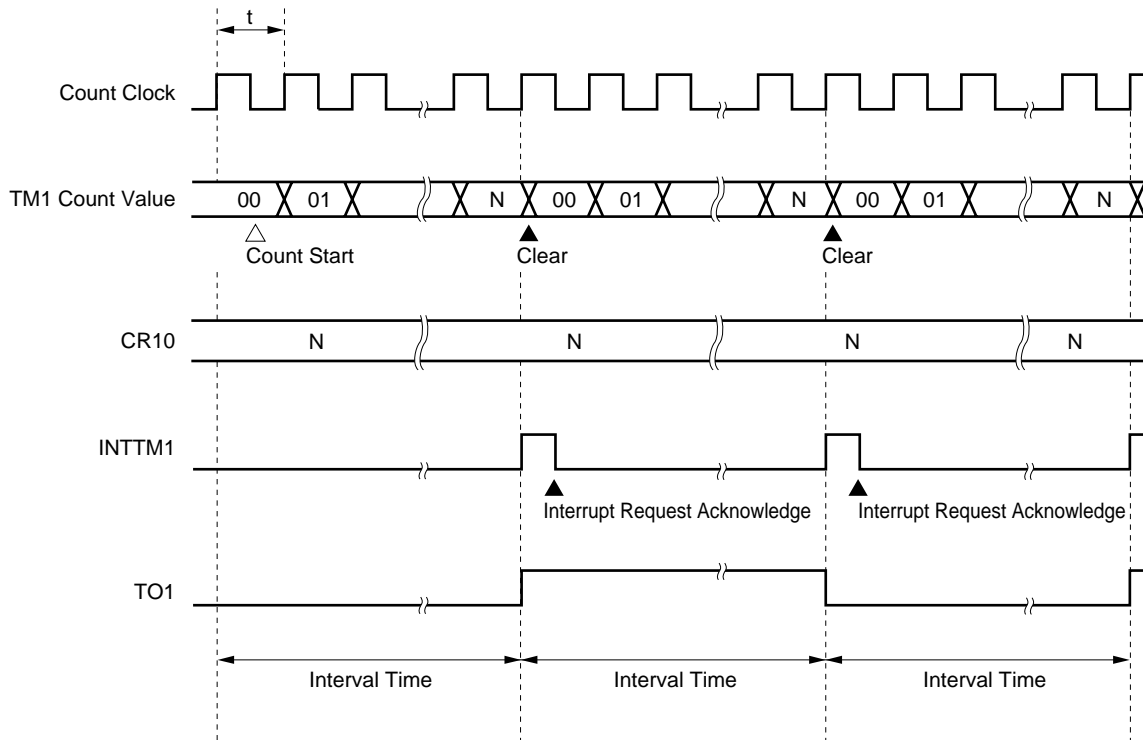 t
Count Clock
TM1 Count Value 00 01 N 00 01 N 00 01 N
Count Start Clear Clear
CR10 N N N N
INTTM1
Interrupt Request Acknowledge Interrupt Request Acknowledge
TO1
Interval Time Interval Time Interval Time